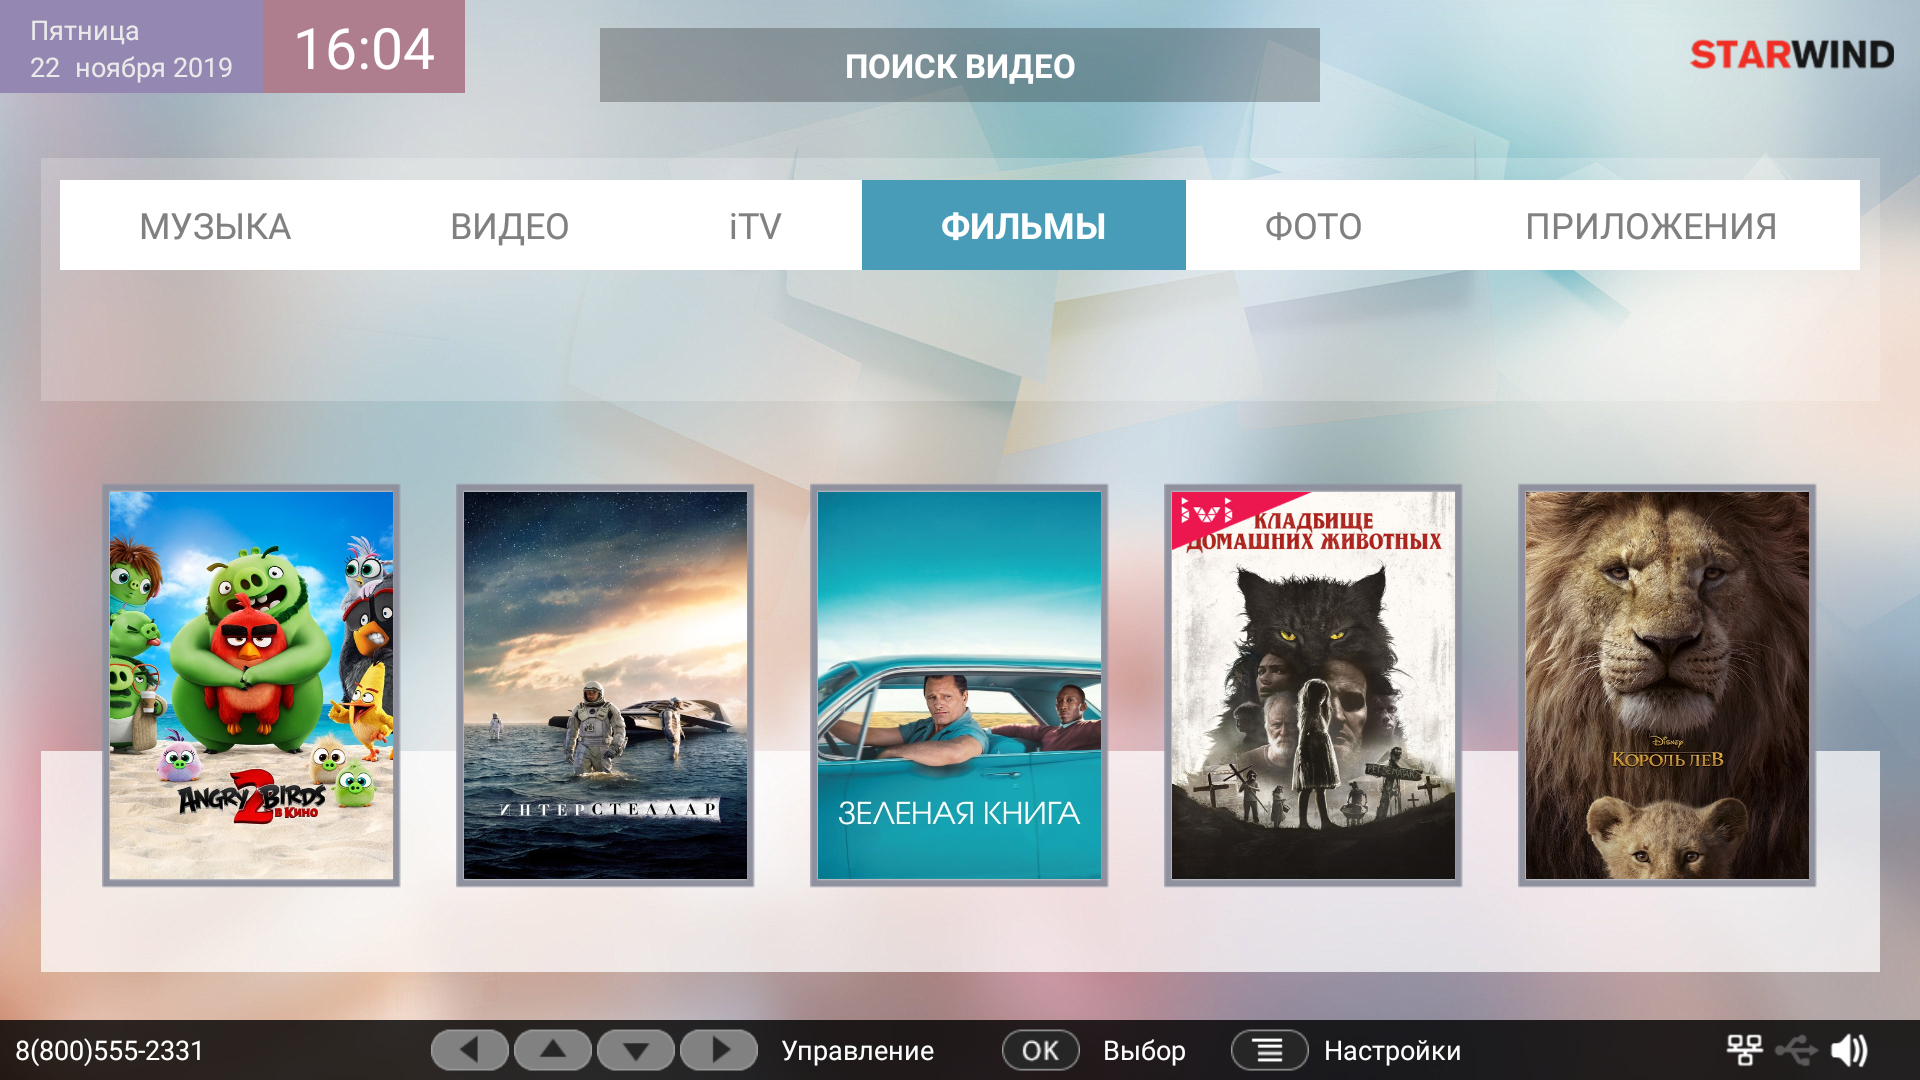 Пятница
22 ноября 2019
16:04
ПОИСК ВИДЕО
STARWIND
МУЗЫКА
ВИДЕО
iTV
ФИЛЬМЫ
ФОТО
ПРИЛОЖЕНИЯ
ANGRY BIRDS 2
В КИНО
ИНТЕРСТЕЛЛАР
ЗЕЛЕНАЯ КНИГА
ivi
КЛАДБИЩЕ
ДОМАШНИХ ЖИВОТНЫХ
Disney
КОРОЛЬ ЛЕВ
8(800)555-2331
Управление
OK
Выбор
Настройки